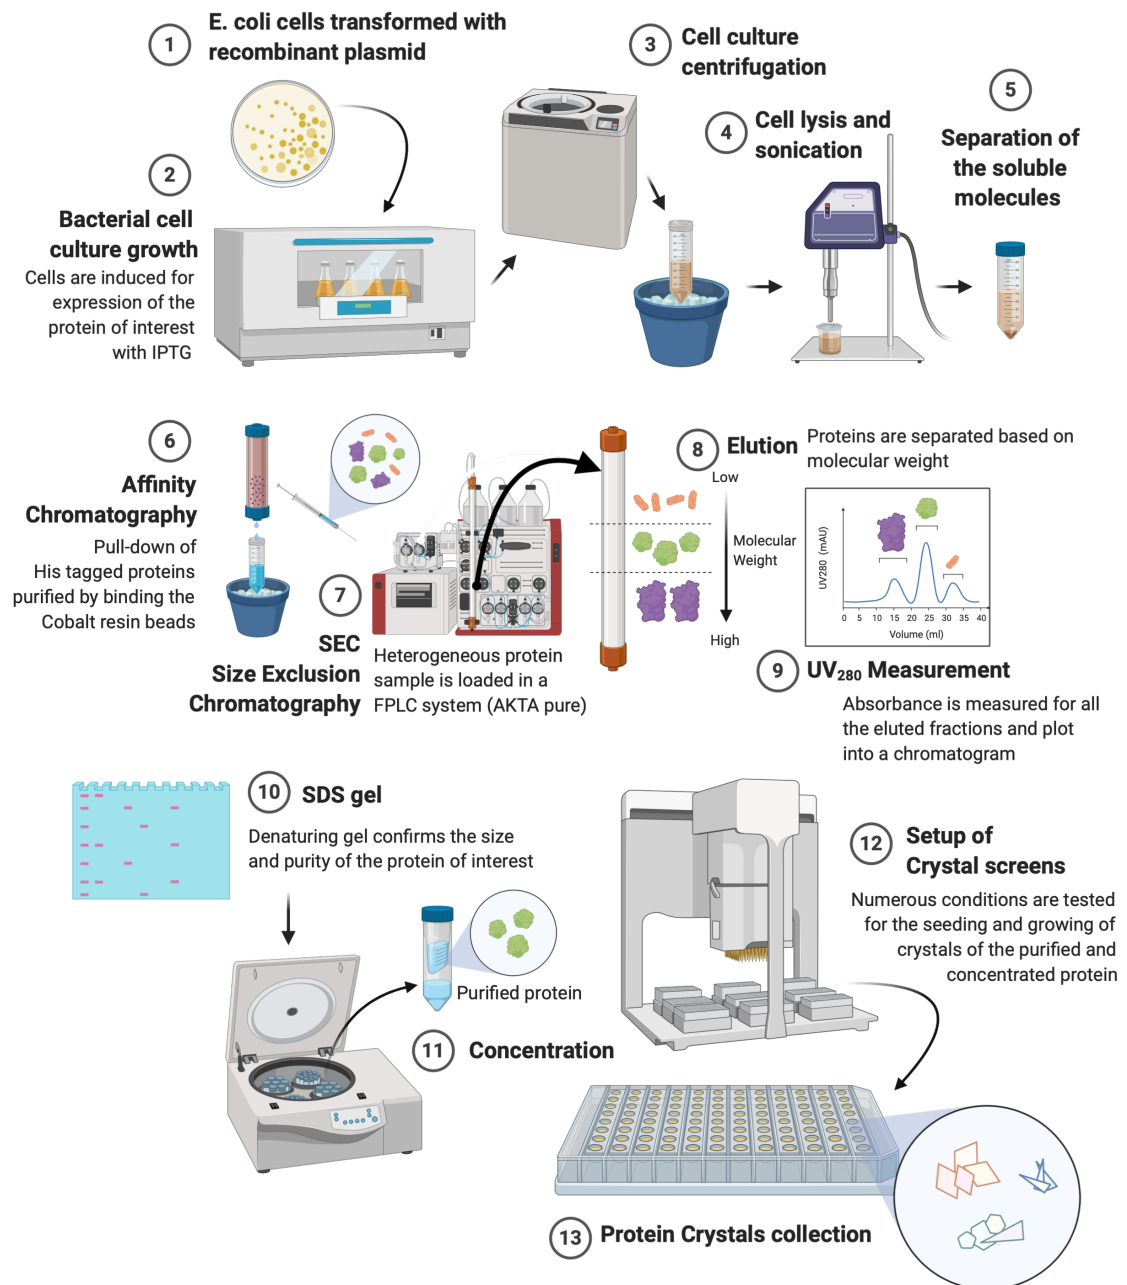 1
E. coli cells transformed with
recombinant plasmid
2
Bacterial cell
culture growth
Cells are induced for
expression of the
protein of interest
with IPTG
3
Cell culture
centrifugation
4
Cell lysis and
sonication
5
Separation of
the soluble
molecules
6
Affinity
Chromatography
Pull-down of
His tagged proteins
purified by binding the
Cobalt resin beads
7
SEC
Size Exclusion
Chromatography
Heterogeneous protein
sample is loaded in a
FPLC system (AKTA pure)
8
Elution
Proteins are separated based on
molecular weight
Low
Molecular
Weight
High
UV280 (mAU)
0 5 10 15 20 25 30 35 40
Volume (ml)
9
UV280 Measurement
Absorbance is measured for all
the eluted fractions and plot
into a chromatogram
10
SDS gel
Denaturing gel confirms the size
and purity of the protein of interest
Purified protein
11
Concentration
12
Setup of
Crystal screens
Numerous conditions are tested
for the seeding and growing of
crystals of the purified and
concentrated protein
13
Protein Crystals collection